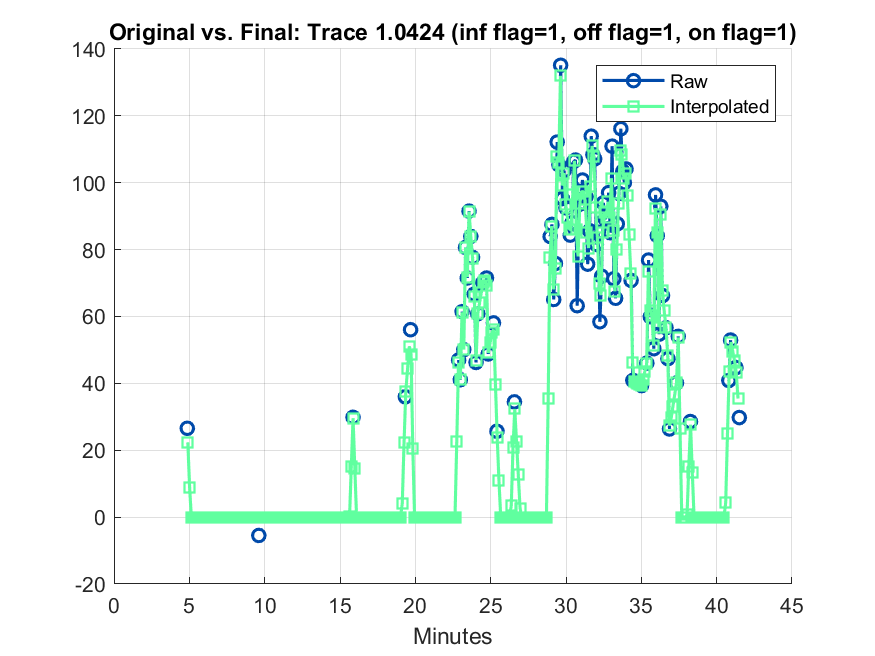 Original vs. Final: Trace 1.0424 (inf flag=1, off flag=1, on flag=1)
140
120
100
80
60
40
20
0
-20
Raw
Interpolated
0 5 10 15 20 25 30 35 40 45
Minutes